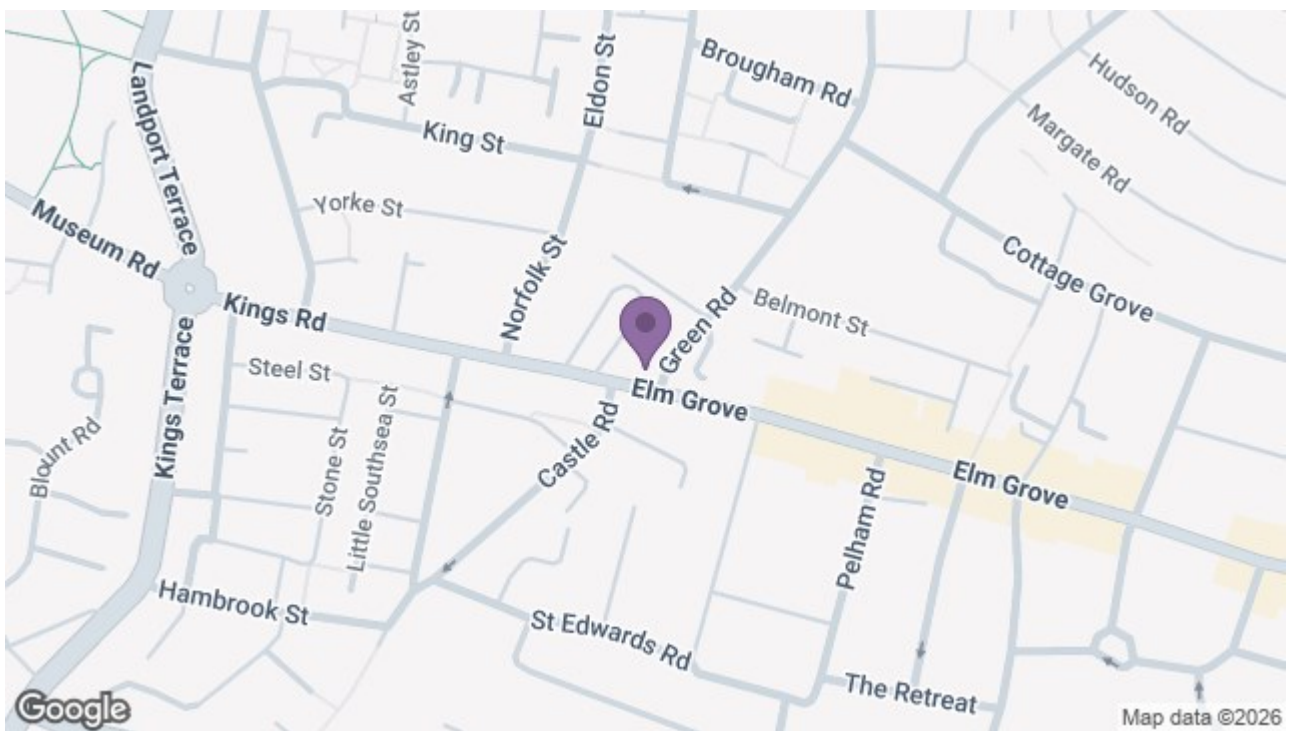 Astley St
Eldon St
Brougham Rd
Hudson Rd
Landport Terrace
King St
Margate Rd
Yorke St
Museum Rd
Norfolk St
Cottage Grove
Kings Rd
Green Rd
Belmont St
Steel St
Elm Grove
Kings Terrace
Little Southsea St
Castle Rd
Blount Rd
Stone St
Elm Grove
Pelham Rd
Hambrook St
St Edwards Rd
The Retreat
Google
Map data ©2026